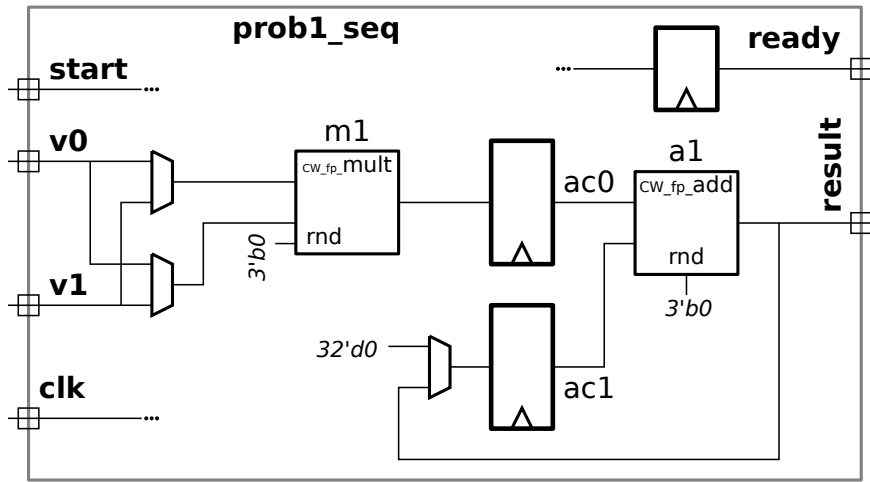 prob1_seq
ready
start
...
...
v0
m1
CW_fp_mult
rnd
3'b0
ac0
a1
CW_fp_add
rnd
3'b0
result
v1
32'd0
ac1
clk
...